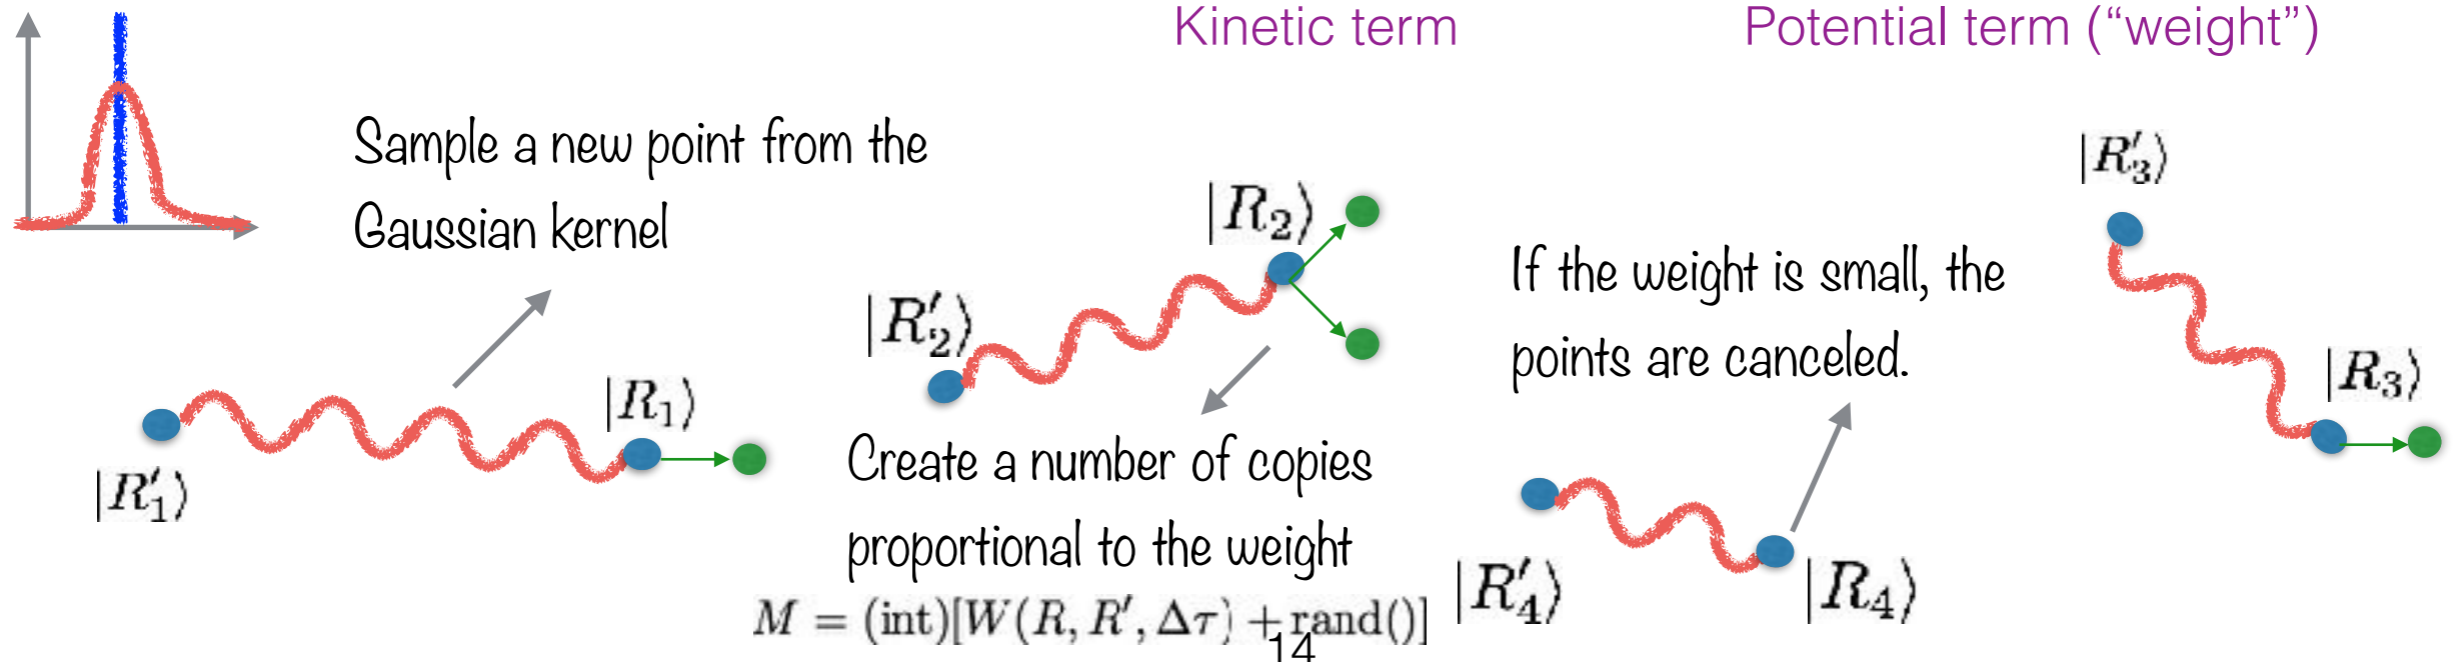 Kinetic term
Potential term (“weight”)
Sample a new point from the
Gaussian kernel
|R′₁⟩
|R₁⟩
|R′₂⟩
|R₂⟩
Create a number of copies
proportional to the weight
M = (int)[W(R, R′, Δτ) + rand()]
14
If the weight is small, the
points are canceled.
|R′₄⟩
|R₄⟩
|R′₃⟩
|R₃⟩